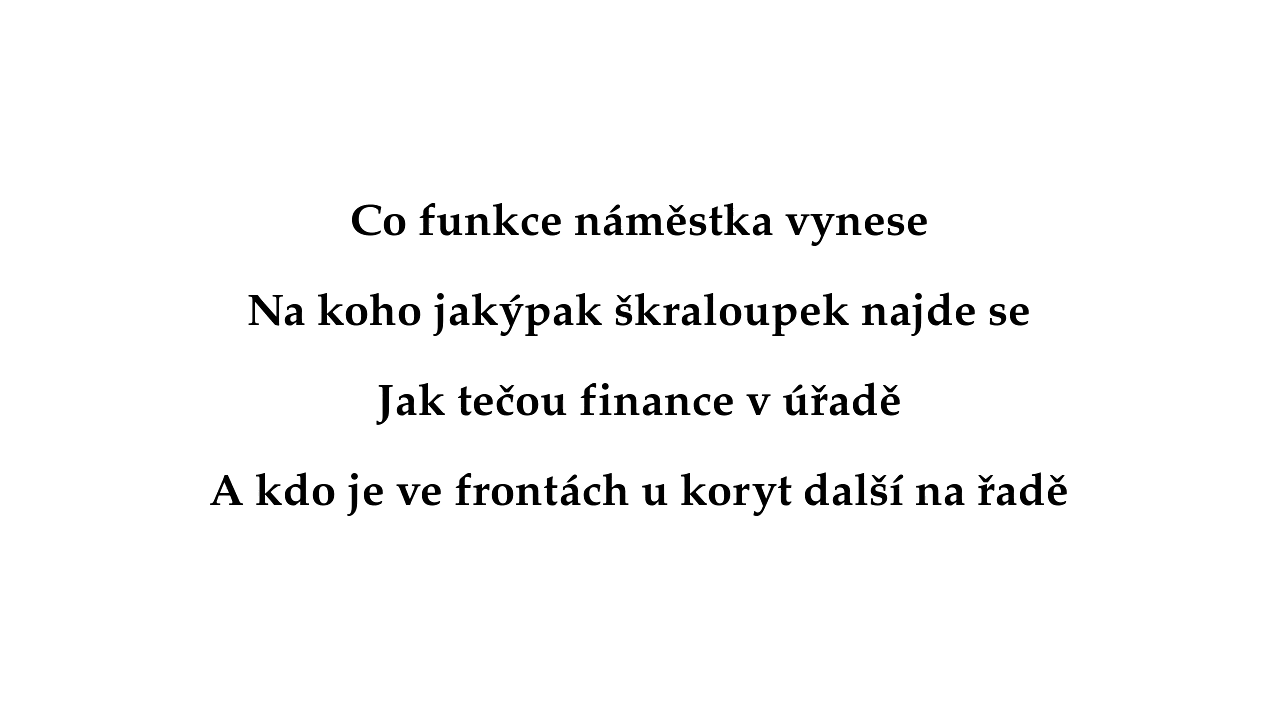 Co funkce náměstka vynese
Na koho jakýpak škraloupek najde se
Jak tečou finance v úřadě
A kdo je ve frontách u koryt další na řadě